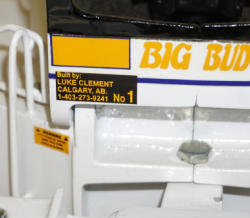 BIG BUD
Built by:
LUKE CLEMENT
CALGARY, AB.
1-403-273-9241 No 1